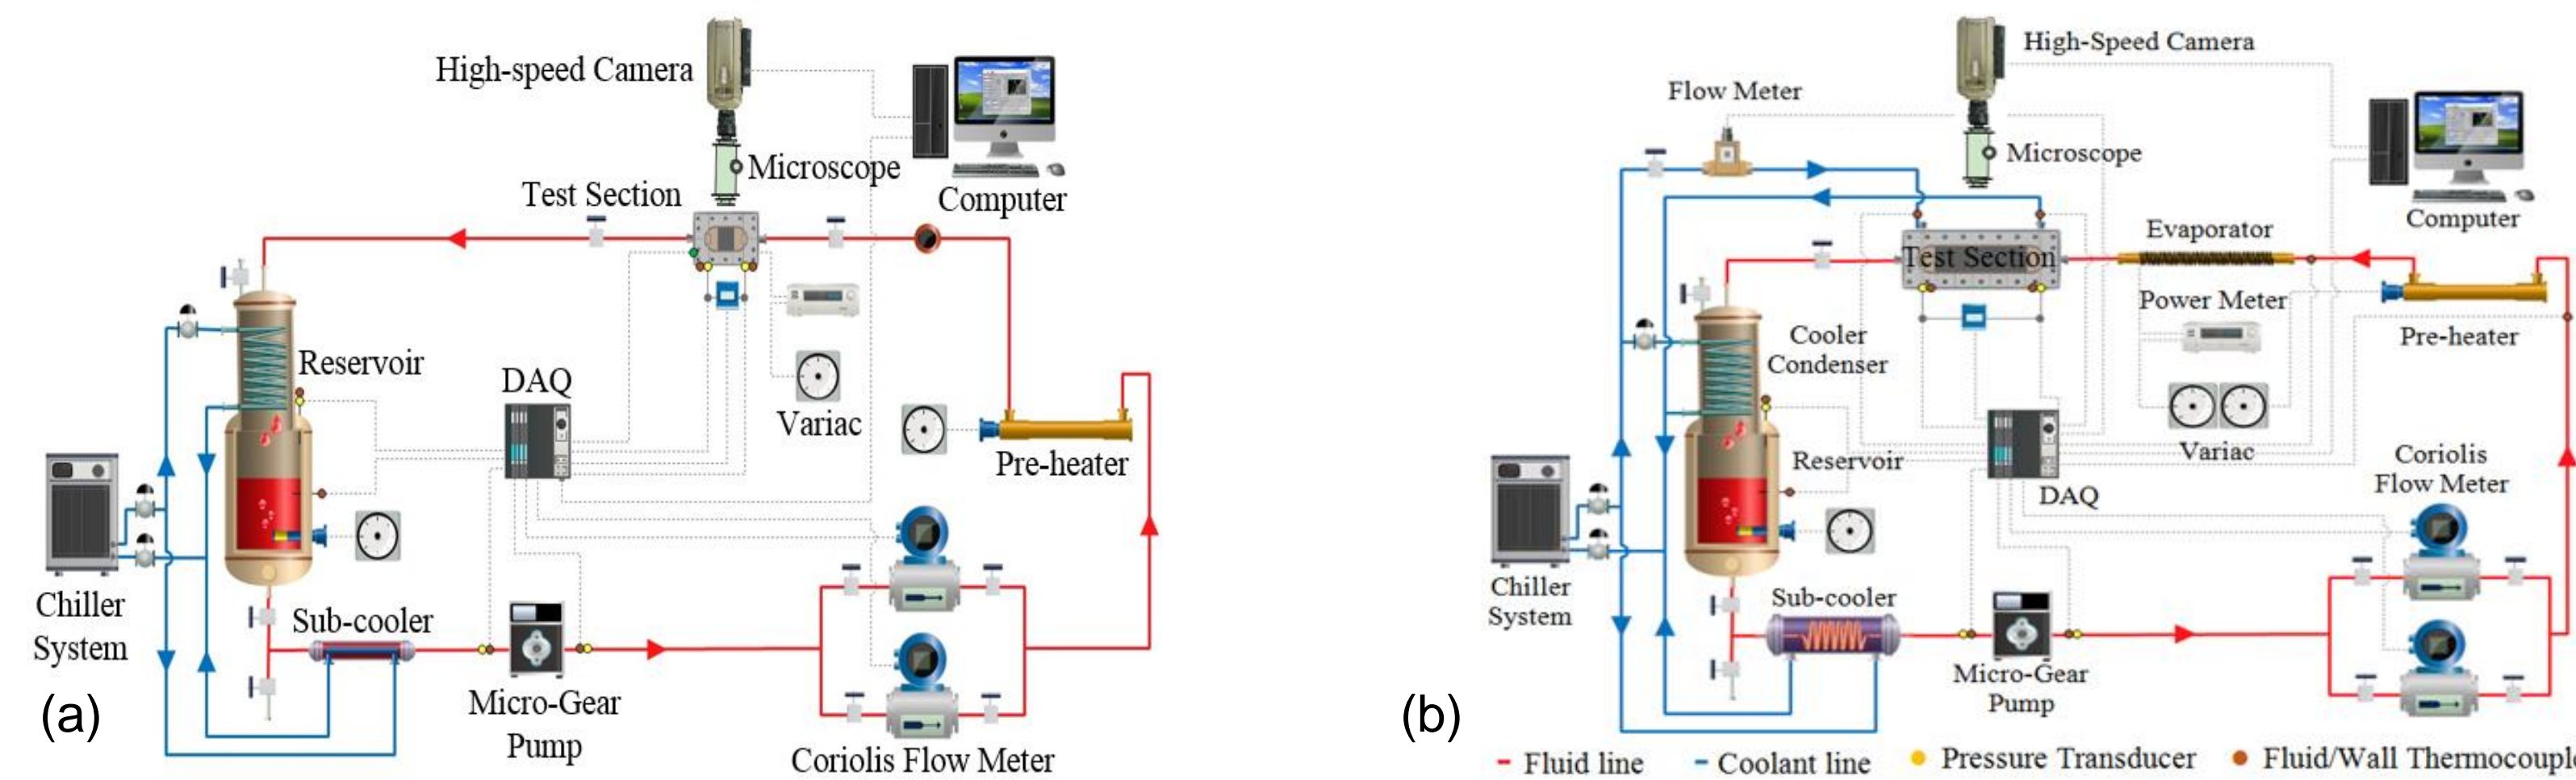 High-speed Camera
Microscope
Test Section
Computer
Reservoir
DAQ
Variac
Pre-heater
Chiller
System
Sub-cooler
Micro-Gear
Pump
Coriolis Flow Meter
(a)
High-Speed Camera
Flow Meter
Microscope
Computer
Evaporator
Test Section
Power Meter
Pre-heater
Cooler
Condenser
Variac
Reservoir
DAQ
Coriolis
Flow Meter
Chiller
System
Sub-cooler
Micro-Gear
Pump
(b)
Fluid line
Coolant line
Pressure Transducer
Fluid/Wall Thermocoupl